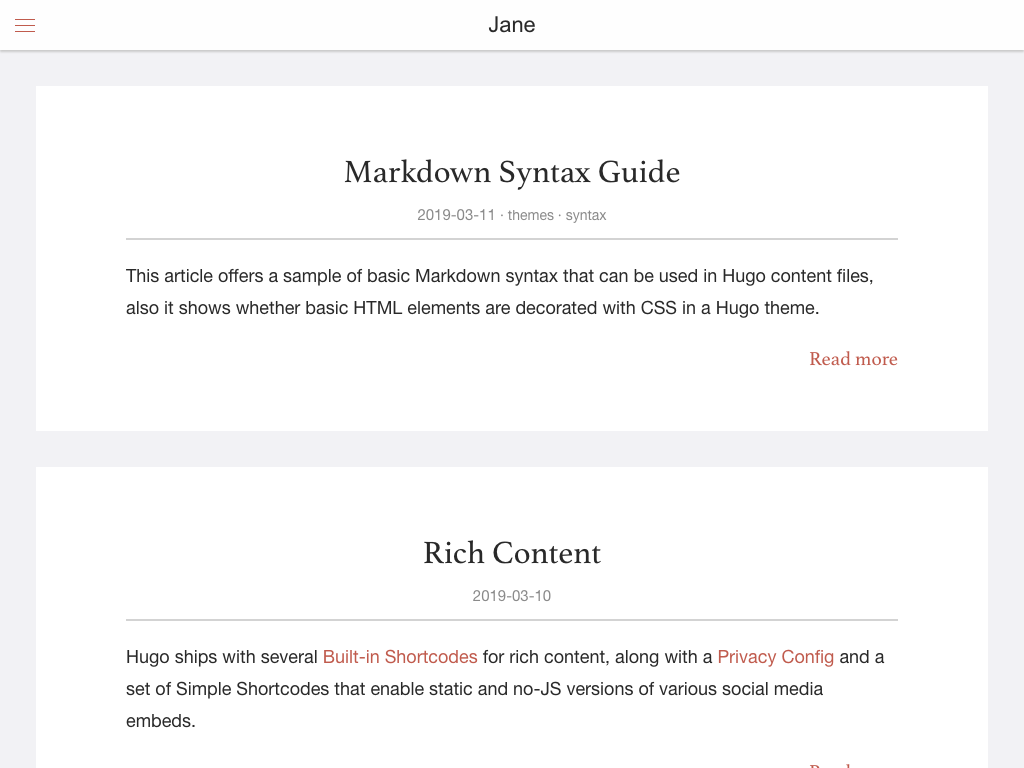 Jane
Markdown Syntax Guide
2019-03-11 · themes · syntax
This article offers a sample of basic Markdown syntax that can be used in Hugo content files,
also it shows whether basic HTML elements are decorated with CSS in a Hugo theme.
Read more
Rich Content
2019-03-10
Hugo ships with several Built-in Shortcodes for rich content, along with a Privacy Config and a
set of Simple Shortcodes that enable static and no-JS versions of various social media
embeds.